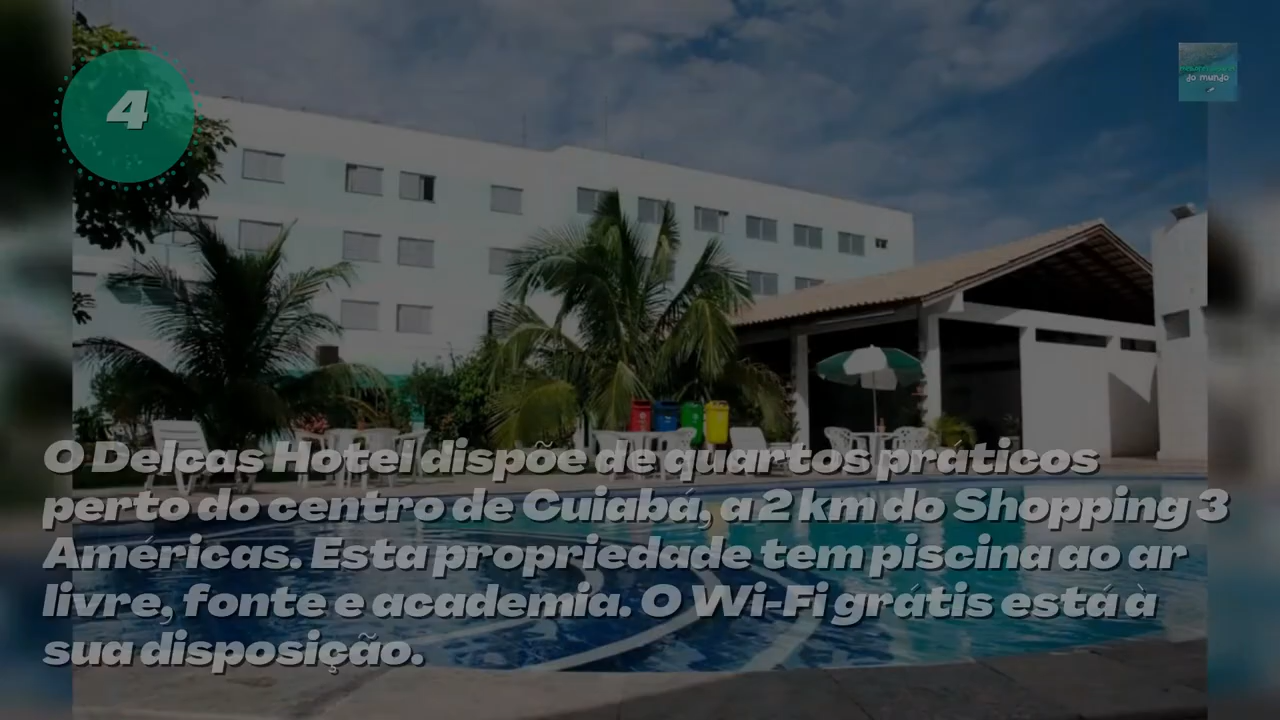 4
do mundo
O Delcas Hotel dispõe de quartos práticos
perto do centro de Cuiabá, a 2 km do Shopping 3
Américas. Esta propriedade tem piscina ao ar
livre, fonte e academia. O Wi-Fi grátis está à
sua disposição.